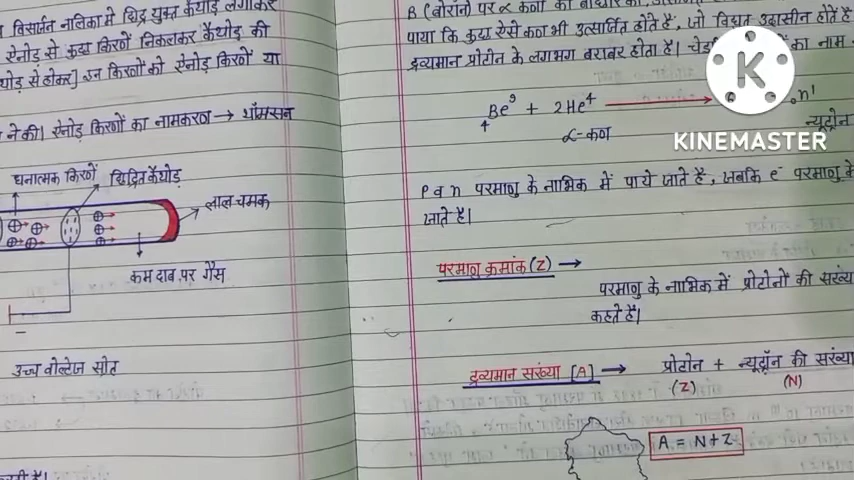 विसर्जन नलिका मे छिद्र युक्त कैथोड लगाकर
ऐनोड से कुछ किरणें निकलकर कैथोड की
से होकर] इन किरणों को ऐनोड किरणें या
ने की। ऐनोड किरणों का नामकरण → थॉमसन
धनात्मक किरणें
छिद्रित कैथोड़
लाल चमक
कम दाब पर गैस
उच्च वोल्टेज स्रोत
B (बोरॉन) पर α कणों की
पाया कि कुछ ऐसे कण भी उत्सर्जित होते हैं, जो विद्युत उदासीन होते हैं
द्रव्यमान प्रोटीन के लगभग बराबर होता है। का नाम
₄Be⁹ + 2He⁴ → ₀n¹
α-कण
न्यूट्रॉन
KINEMASTER
P व n परमाणु के नाभिक में पाये जाते है, जबकि e⁻ परमाणु के
जाते है।
परमाणु क्रमांक (Z) →
परमाणु के नाभिक में प्रोटोनों की संख्य
कहते हैं।
द्रव्यमान संख्या [A] → प्रोटोन + न्यूट्रॉन की संख्या
(Z) (N)
A = N+Z